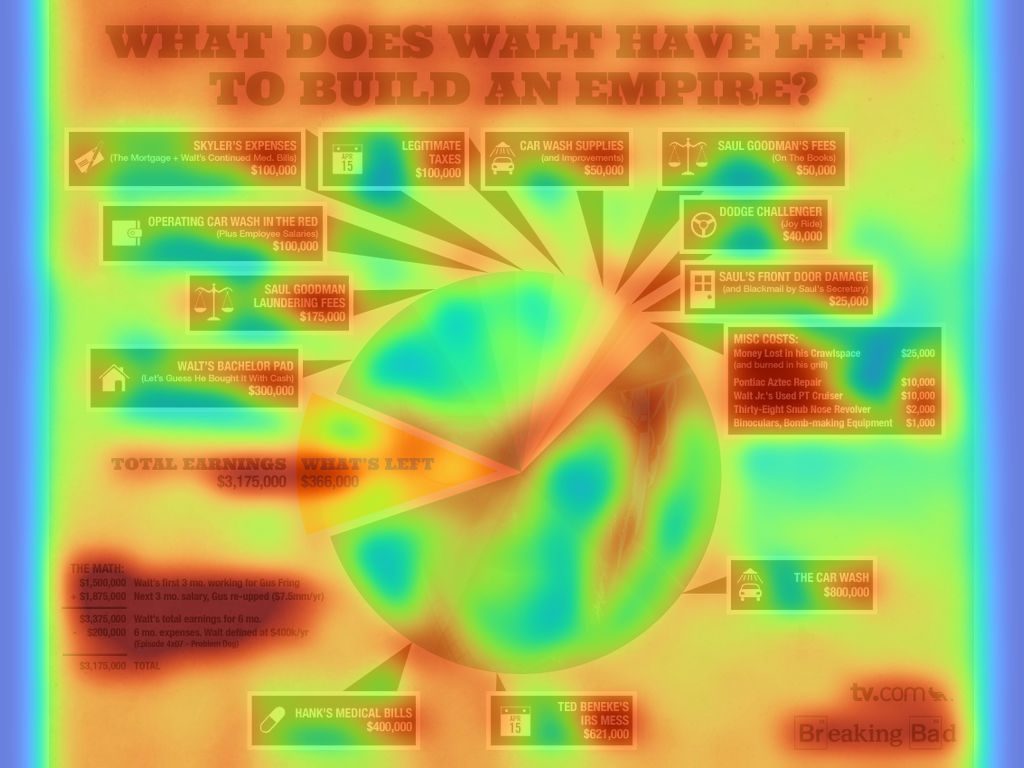 WHAT DOES WALT HAVE LEFT
TO BUILD AN EMPIRE?
SKYLER'S EXPENSES
(The Mortgage + Walt's Continued Med. Bills)
$100,000
APR
15
LEGITIMATE
TAXES
$100,000
CAR WASH SUPPLIES
(and Improvements)
$50,000
SAUL GOODMAN'S FEES
(On The Books)
$50,000
OPERATING CAR WASH IN THE RED
(Plus Employee Salaries)
$100,000
DODGE CHALLENGER
(Joy Ride)
$40,000
SAUL GOODMAN
LAUNDERING FEES
$175,000
SAUL'S FRONT DOOR DAMAGE
(and Blackmail by Saul's Secretary)
$25,000
WALT'S BACHELOR PAD
(Let's Guess He Bought It With Cash)
$300,000
MISC COSTS:
Money Lost in his Crawlspace $25,000
(and burned in his grill)
Pontiac Aztec Repair $10,000
Walt Jr.'s Used PT Cruiser $10,000
Thirty-Eight Snub Nose Revolver $2,000
Binoculars, Bomb-making Equipment $1,000
TOTAL EARNINGS
$3,175,000
WHAT'S LEFT
$366,000
THE MATH:
$1,500,000 Walt's first 3 mo. working for Gus Fring
+ $1,875,000 Next 3 mo. salary, Gus re-upped ($7.5mm/yr)
$3,375,000 Walt's total earnings for 6 mo.
- $200,000 6 mo. expenses. Walt defined at $400k/yr
(Episode 4x07 - Problem Dog)
$3,175,000 TOTAL
THE CAR WASH
$800,000
HANK'S MEDICAL BILLS
$400,000
APR
15
TED BENEKE'S
IRS MESS
$621,000
tv.com
Breaking Bad